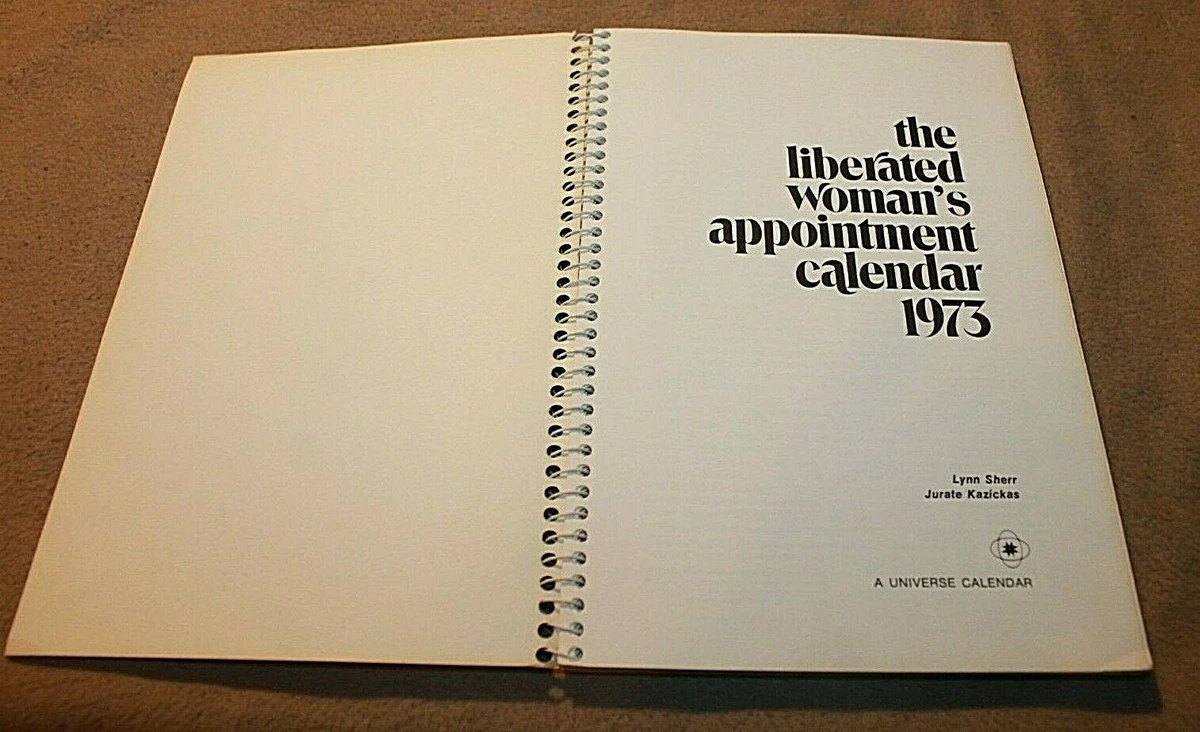 the
liberated
woman's
appointment
calendar
1973
Lynn Sherr
Jurate Kazickas
A UNIVERSE CALENDAR